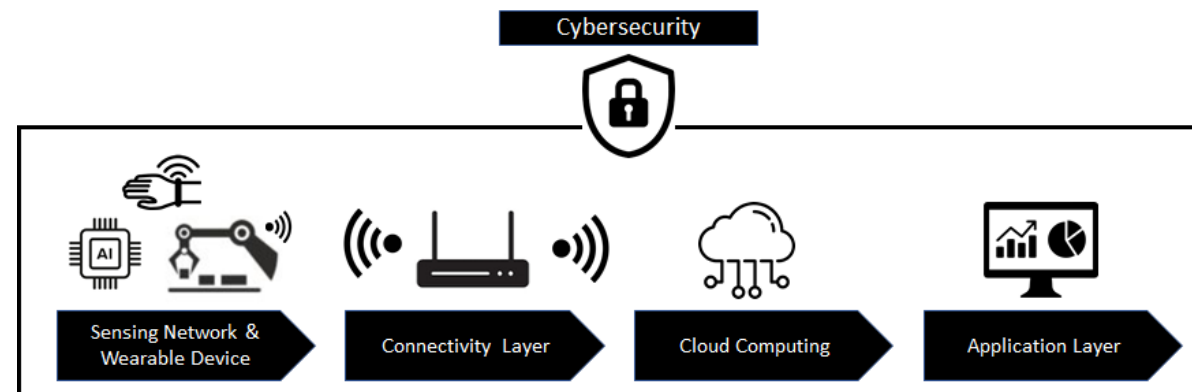 Cybersecurity
AI
Sensing Network &
Wearable Device
Connectivity Layer
Cloud Computing
Application Layer